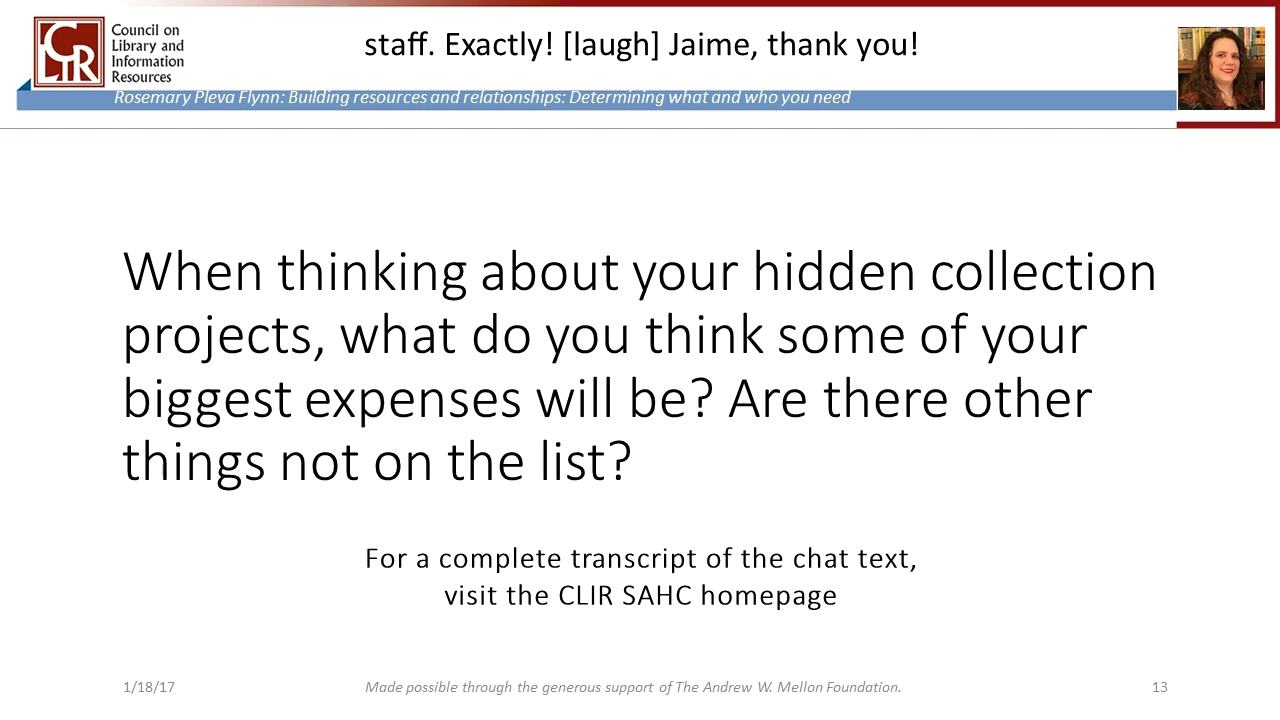 CLIR
Council on
Library and
Information
Resources
staff. Exactly! [laugh] Jaime, thank you!
Rosemary Pleva Flynn: Building resources and relationships: Determining what and who you need
When thinking about your hidden collection
projects, what do you think some of your
biggest expenses will be? Are there other
things not on the list?
For a complete transcript of the chat text,
visit the CLIR SAHC homepage
1/18/17
Made possible through the generous support of The Andrew W. Mellon Foundation.
13